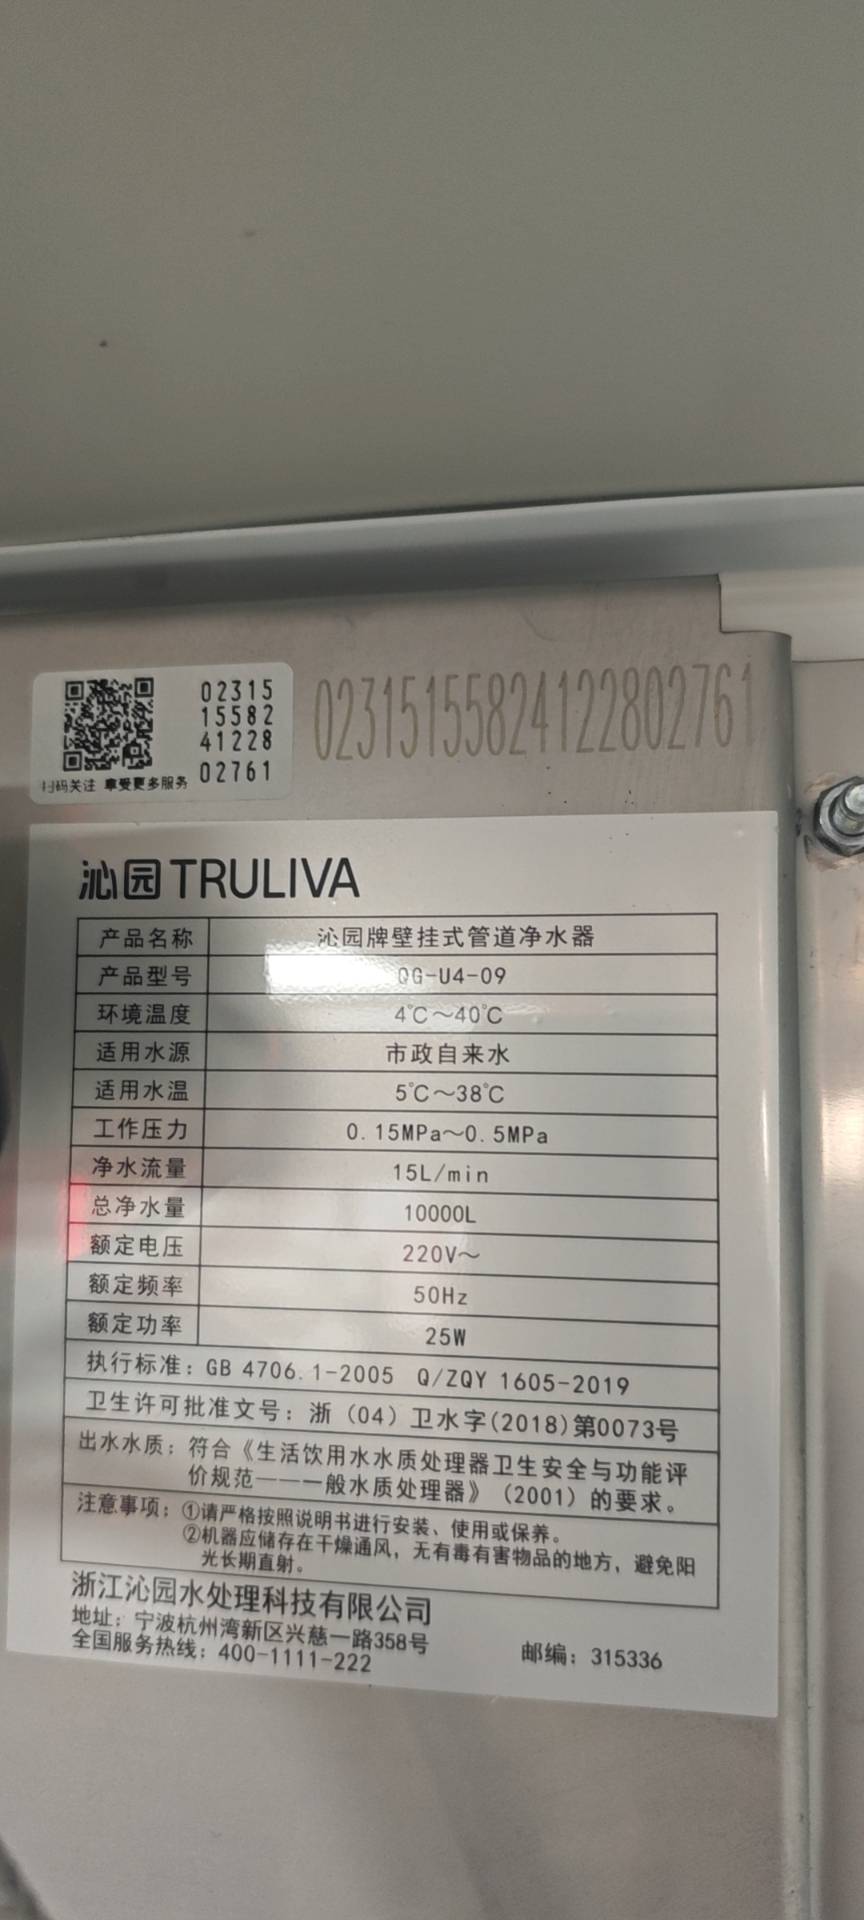 02315
15582
41228
02761
扫码关注 享受更多服务
02315155824122802761
沁园TRULIVA
产品名称 沁园牌壁挂式管道净水器
产品型号 QG-U4-09
环境温度 4℃～40℃
适用水源 市政自来水
适用水温 5℃～38℃
工作压力 0.15MPa～0.5MPa
净水流量 15L/min
总净水量 10000L
额定电压 220V～
额定频率 50Hz
额定功率 25W
执行标准：GB 4706.1-2005 Q/ZQY 1605-2019
卫生许可批准文号：浙（04）卫水字(2018)第0073号
出水水质：符合《生活饮用水水质处理器卫生安全与功能评
价规范——一般水质处理器》（2001）的要求。
注意事项：①请严格按照说明书进行安装、使用或保养。
②机器应储存在干燥通风，无有毒有害物品的地方，避免阳
光长期直射。
浙江沁园水处理科技有限公司
地址：宁波杭州湾新区兴慈一路358号
全国服务热线：400-1111-222 邮编：315336